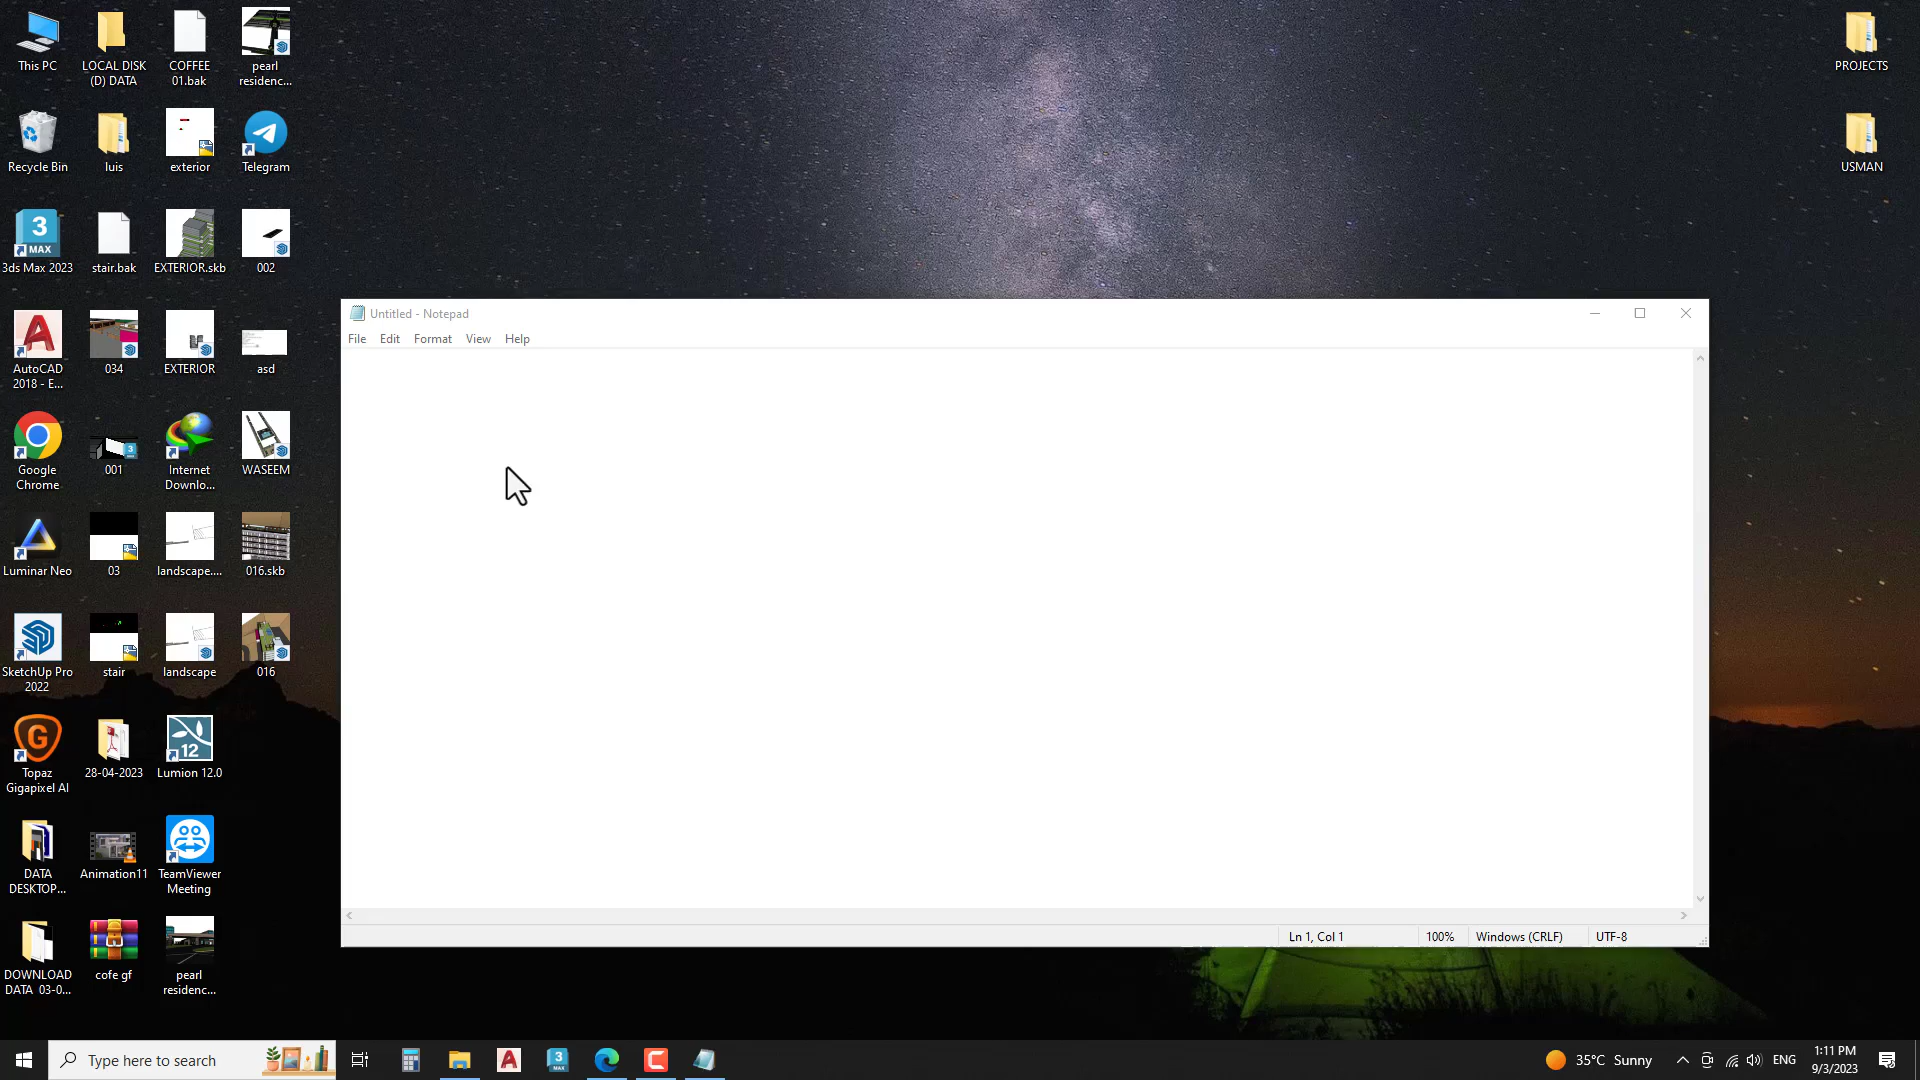 This PC
LOCAL DISK
(D) DATA
COFFEE
01.bak
pearl
residenc...
PROJECTS
Recycle Bin
luis
exterior
Telegram
USMAN
3
MAX
3ds Max 2023
stair.bak
EXTERIOR.skb
002
Untitled - Notepad
File Edit Format View Help
AutoCAD
2018 - E...
034
EXTERIOR
asd
Google
Chrome
001
Internet
Downlo...
WASEEM
Luminar Neo
03
landscape....
016.skb
SketchUp Pro
2022
stair
landscape
016
G
Topaz
Gigapixel AI
28-04-2023
12
Lumion 12.0
DATA
DESKTOP...
Animation11
TeamViewer
Meeting
DOWNLOAD
DATA 03-0...
cofe gf
pearl
residenc...
Ln 1, Col 1 100% Windows (CRLF) UTF-8
Type here to search
35°C Sunny
ENG
1:11 PM
9/3/2023